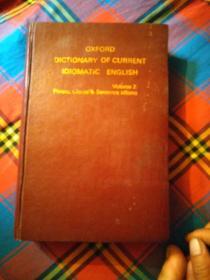 OXFORD
DICTIONARY OF CURRENT
IDIOMATIC ENGLISH
Volume 2:
Phrase, Clause & Sentence Idioms